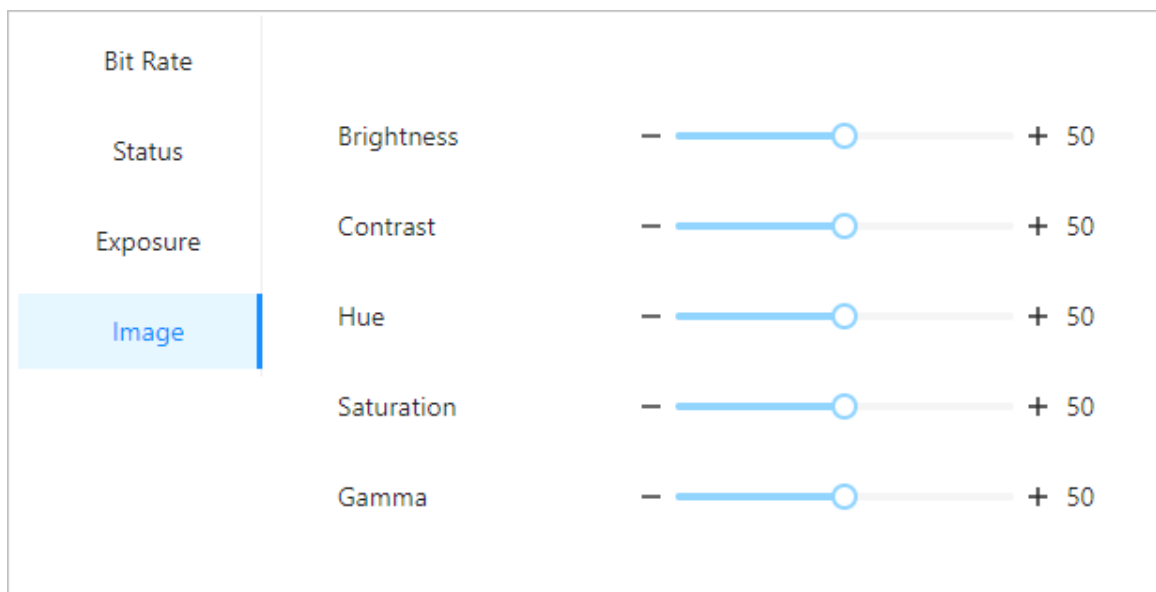 Bit Rate
Status
Exposure
Image
Brightness − + 50
Contrast − + 50
Hue − + 50
Saturation − + 50
Gamma − + 50